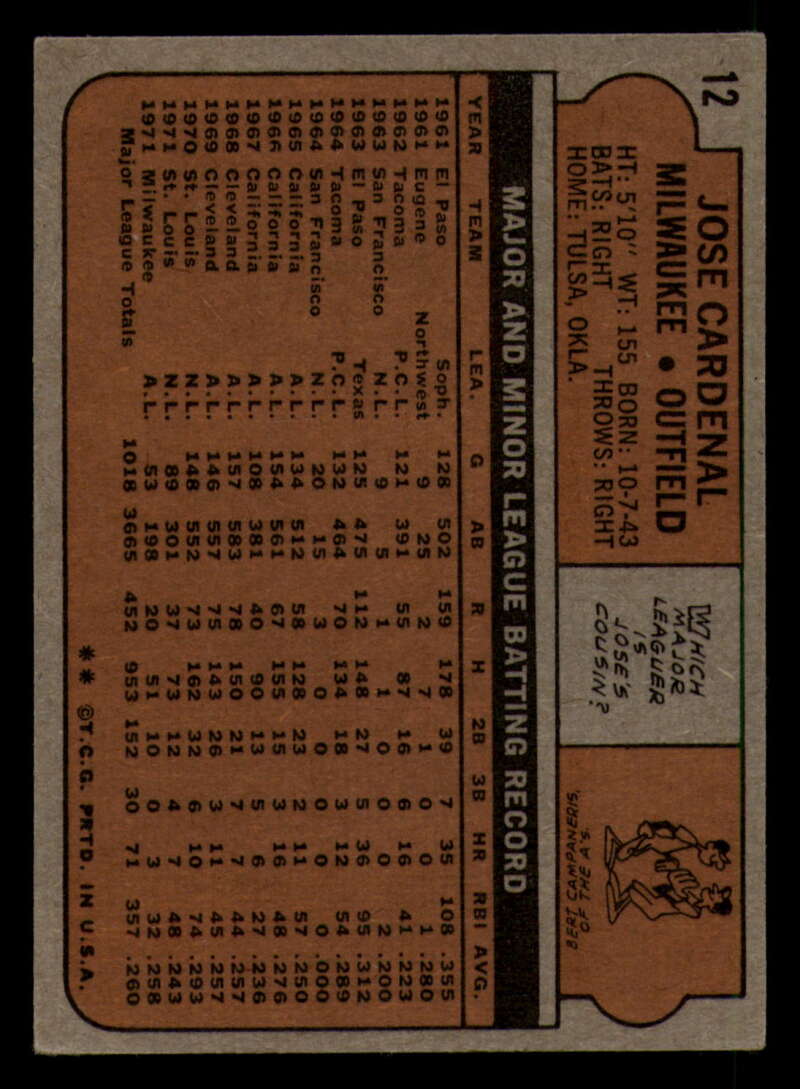 12
JOSE CARDENAL
MILWAUKEE • OUTFIELD
HT: 5'10" WT: 155 BORN: 10-7-43
BATS: RIGHT THROWS: RIGHT
HOME: TULSA, OKLA.
WHICH
MAJOR
LEAGUER
IS
JOSE'S
COUSIN?
BERT CAMPANERIS,
OF THE A'S.
MAJOR AND MINOR LEAGUE BATTING RECORD
YEAR TEAM LEA. G AB R H 2B 3B HR RBI AVG.
1961 El Paso Soph. 128 502 159 178 39 7 35 108 .355
1961 Eugene Northwest 9 25 2 7 1 0 0 1 .280
1962 Tacoma P.C.L. 121 391 55 87 16 6 16 41 .223
1963 San Francisco N.L. 9 5 1 1 0 0 0 2 .200
1963 El Paso Texas 125 475 112 148 27 5 36 95 .312
1964 Tacoma P.C.L. 132 464 70 134 18 3 12 54 .289
1964 San Francisco N.L. 20 15 3 0 0 0 0 0 .000
1965 California A.L. 134 512 58 128 23 2 11 57 .250
1966 California A.L. 154 561 67 155 15 3 16 48 .276
1967 California A.L. 108 381 40 90 13 5 6 27 .236
1968 Cleveland A.L. 157 583 78 150 21 7 7 44 .257
1969 Cleveland A.L. 146 557 75 143 26 3 11 45 .257
1970 St. Louis N.L. 148 552 73 162 32 6 10 74 .293
1971 St. Louis N.L. 89 301 37 73 12 4 7 48 .243
1971 Milwaukee A.L. 53 198 20 51 10 0 3 32 .258
Major League Totals 1018 3665 452 953 152 30 71 357 .260
** ©T.C.G. PRTD. IN U.S.A.